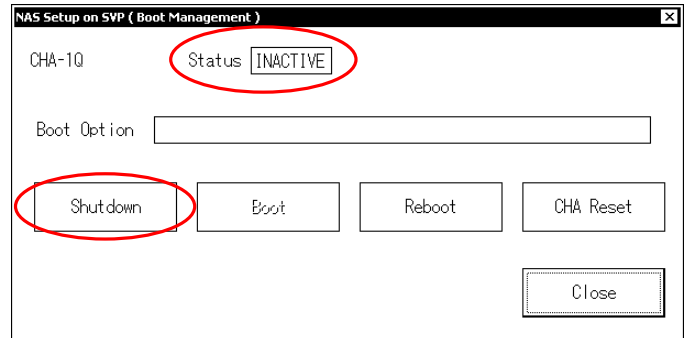 NAS Setup on SVP ( Boot Management )
CHA-1Q Status INACTIVE
Boot Option
Shutdown Boot Reboot CHA Reset
Close